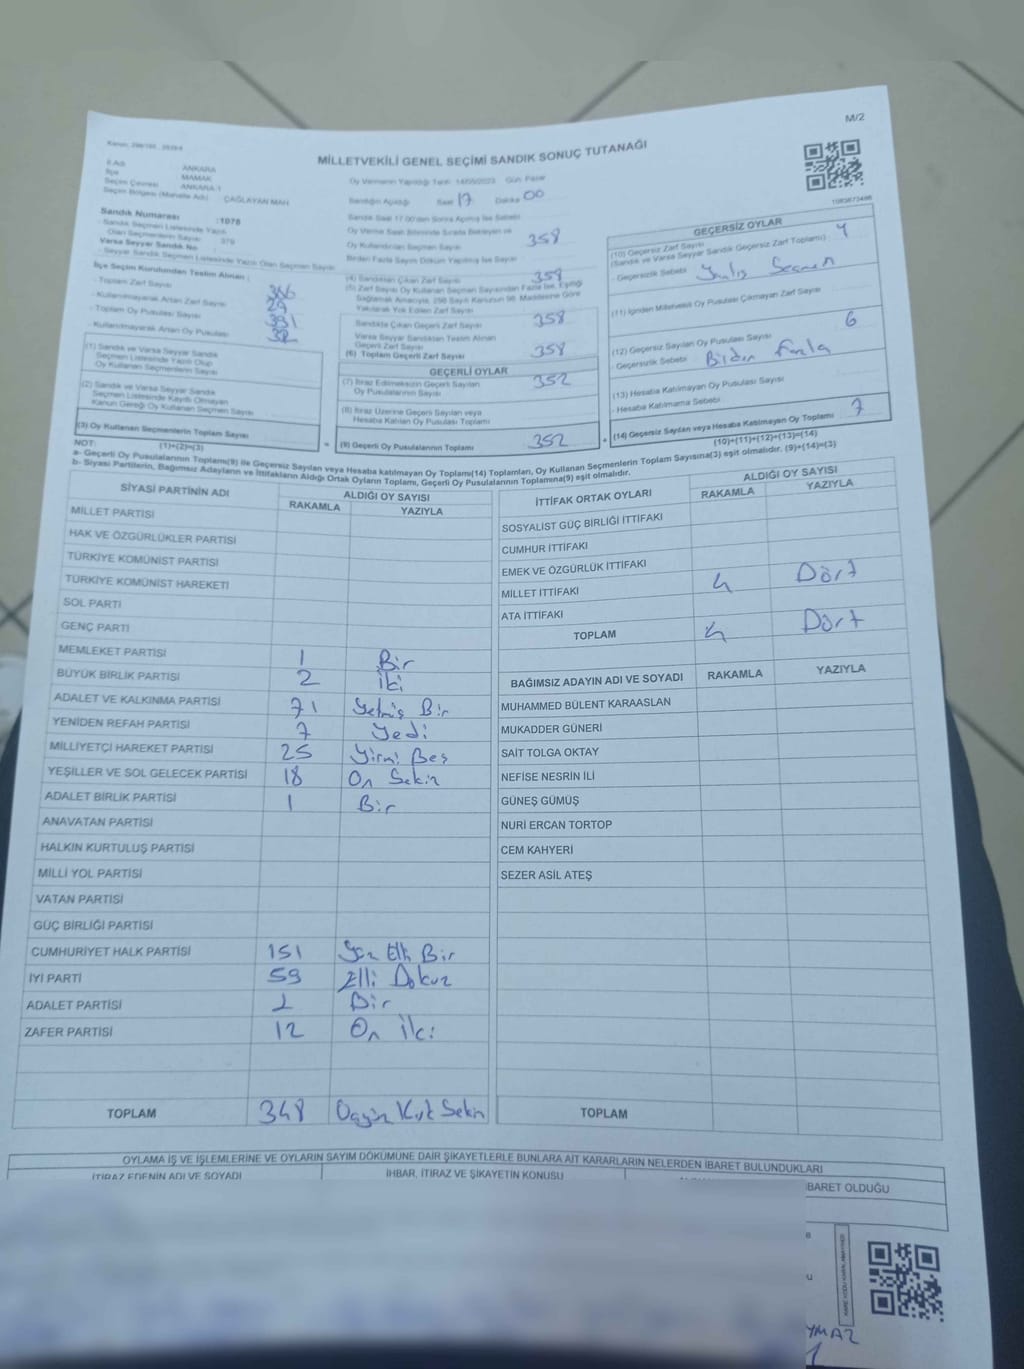 M/2
MİLLETVEKİLİ GENEL SEÇİMİ SANDIK SONUÇ TUTANAĞI
İl Adı : ANKARA
İlçe : MAMAK
Seçim Çevresi : ANKARA 1
Seçim Bölgesi (Mahalle Adı) : ÇAĞLAYAN MAH
Oy Vermenin Yapıldığı Tarih 14/05/2023 Gün Pazar
Sandığın Açıldığı Saat 17 Dakika 00
Sandık Numarası :1078
Sandık Seçmen Listesinde Yazılı
Olan Seçmenlerin Sayısı
Varsa Seyyar Sandık No
Seyyar Sandık Seçmen Listesinde Yazılı Olan Seçmen Sayısı
Sandık Saat 17.00'den Sonra Açılmış İse Sebebi
Oy Kullandırılan Seçmen Sayısı 358
Birden Fazla Sayım Döküm Yapılmış İse Sayısı
İlçe Seçim Kurulundan Teslim Alınan :
- Toplam Zarf Sayısı
- Kullanılmayarak Artan Zarf Sayısı
- Toplam Oy Pusulası Sayısı
- Kullanılmayarak Artan Oy Pusulası
(4) Sandıktan Çıkan Zarf Sayısı 358
(5) Zarf Sayısı Oy Kullanan Seçmen Sayısından Fazla İse, Eşitliği
Sağlamak Amacıyla, 298 Sayılı Kanunun 98. Maddesine Göre
Yakılarak Yok Edilen Zarf Sayısı
Sandıkta Çıkan Geçerli Zarf Sayısı 358
Varsa Seyyar Sandıktan Teslim Alınan
Geçerli Zarf Sayısı
(6) Toplam Geçerli Zarf Sayısı 358
(1) Sandık ve Varsa Seyyar Sandık
Seçmen Listesinde Yazılı Olup
Oy Kullanan Seçmenlerin Sayısı
(2) Sandık ve Varsa Seyyar Sandık
Seçmen Listesinde Kayıtlı Olmayan
Kanun Gereği Oy Kullanan Seçmen Sayısı
(3) Oy Kullanan Seçmenlerin Toplam Sayısı
(1)+(2)=(3)
GEÇERLİ OYLAR
(7) İtiraz Edilmeksizin Geçerli Sayılan
Oy Pusulalarının Sayısı 352
(8) İtiraz Üzerine Geçerli Sayılan veya
Hesaba Katılan Oy Pusulası Toplamı
(9) Geçerli Oy Pusulalarının Toplamı 352
GEÇERSİZ OYLAR
(10) Geçersiz Zarf Sayısı
(Sandık ve Varsa Seyyar Sandık Geçersiz Zarf Toplamı)
- Geçersizlik Sebebi Yanlış Seçmen
(11) İçinden Milletvekili Oy Pusulası Çıkmayan Zarf Sayısı
(12) Geçersiz Sayılan Oy Pusulası Sayısı 6
- Geçersizlik Sebebi Birden Fazla
(13) Hesaba Katılmayan Oy Pusulası Sayısı
- Hesaba Katılmama Sebebi
(14) Geçersiz Sayılan veya Hesaba Katılmayan Oy Toplamı 7
(10)+(11)+(12)+(13)=(14)
NOT:
a- Geçerli Oy Pusulalarının Toplamı(9) ile Geçersiz Sayılan veya Hesaba katılmayan Oy Toplamı(14) Toplamları, Oy Kullanan Seçmenlerin Toplam Sayısına(3) eşit olmalıdır. (9)+(14)=(3)
b- Siyasi Partilerin, Bağımsız Adayların ve İttifakların Aldığı Ortak Oyların Toplamı, Geçerli Oy Pusulalarının Toplamına(9) eşit olmalıdır.
SİYASİ PARTİNİN ADI ALDIĞI OY SAYISI
RAKAMLA YAZIYLA
MİLLET PARTİSİ
HAK VE ÖZGÜRLÜKLER PARTİSİ
TÜRKİYE KOMÜNİST PARTİSİ
TÜRKİYE KOMÜNİST HAREKETİ
SOL PARTİ
GENÇ PARTİ
MEMLEKET PARTİSİ 1 Bir
BÜYÜK BİRLİK PARTİSİ 2 İki
ADALET VE KALKINMA PARTİSİ 71 Yetmiş Bir
YENİDEN REFAH PARTİSİ 7 Yedi
MİLLİYETÇİ HAREKET PARTİSİ 25 Yirmi Beş
YEŞİLLER VE SOL GELECEK PARTİSİ 18 On Sekiz
ADALET BİRLİK PARTİSİ 1 Bir
ANAVATAN PARTİSİ
HALKIN KURTULUŞ PARTİSİ
MİLLİ YOL PARTİSİ
VATAN PARTİSİ
GÜÇ BİRLİĞİ PARTİSİ
CUMHURİYET HALK PARTİSİ 151 Yüz Elli Bir
İYİ PARTİ 59 Elli Dokuz
ADALET PARTİSİ 1 Bir
ZAFER PARTİSİ 12 On İki
TOPLAM 348 Üçyüz Kırk Sekiz
İTTİFAK ORTAK OYLARI ALDIĞI OY SAYISI
RAKAMLA YAZIYLA
SOSYALİST GÜÇ BİRLİĞİ İTTİFAKI
CUMHUR İTTİFAKI
EMEK VE ÖZGÜRLÜK İTTİFAKI
MİLLET İTTİFAKI 4 Dört
ATA İTTİFAKI
TOPLAM 4 Dört
BAĞIMSIZ ADAYIN ADI VE SOYADI RAKAMLA YAZIYLA
MUHAMMED BÜLENT KARAASLAN
MUKADDER GÜNERİ
SAİT TOLGA OKTAY
NEFİSE NESRİN İLİ
GÜNEŞ GÜMÜŞ
NURİ ERCAN TORTOP
CEM KAHYERİ
SEZER ASİL ATEŞ
TOPLAM
OYLAMA İŞ VE İŞLEMLERİNE VE OYLARIN SAYIM DÖKÜMÜNE DAİR ŞİKAYETLERLE BUNLARA AİT KARARLARIN NELERDEN İBARET BULUNDUKLARI
İTİRAZ EDENİN ADI VE SOYADI İHBAR, İTİRAZ VE ŞİKAYETİN KONUSU
İBARET OLDUĞU